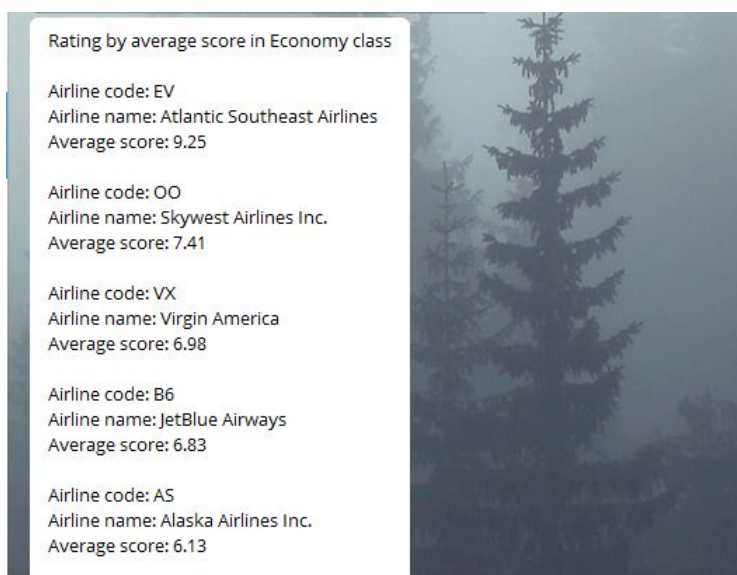 Rating by average score in Economy class
Airline code: EV
Airline name: Atlantic Southeast Airlines
Average score: 9.25
Airline code: OO
Airline name: Skywest Airlines Inc.
Average score: 7.41
Airline code: VX
Airline name: Virgin America
Average score: 6.98
Airline code: B6
Airline name: JetBlue Airways
Average score: 6.83
Airline code: AS
Airline name: Alaska Airlines Inc.
Average score: 6.13